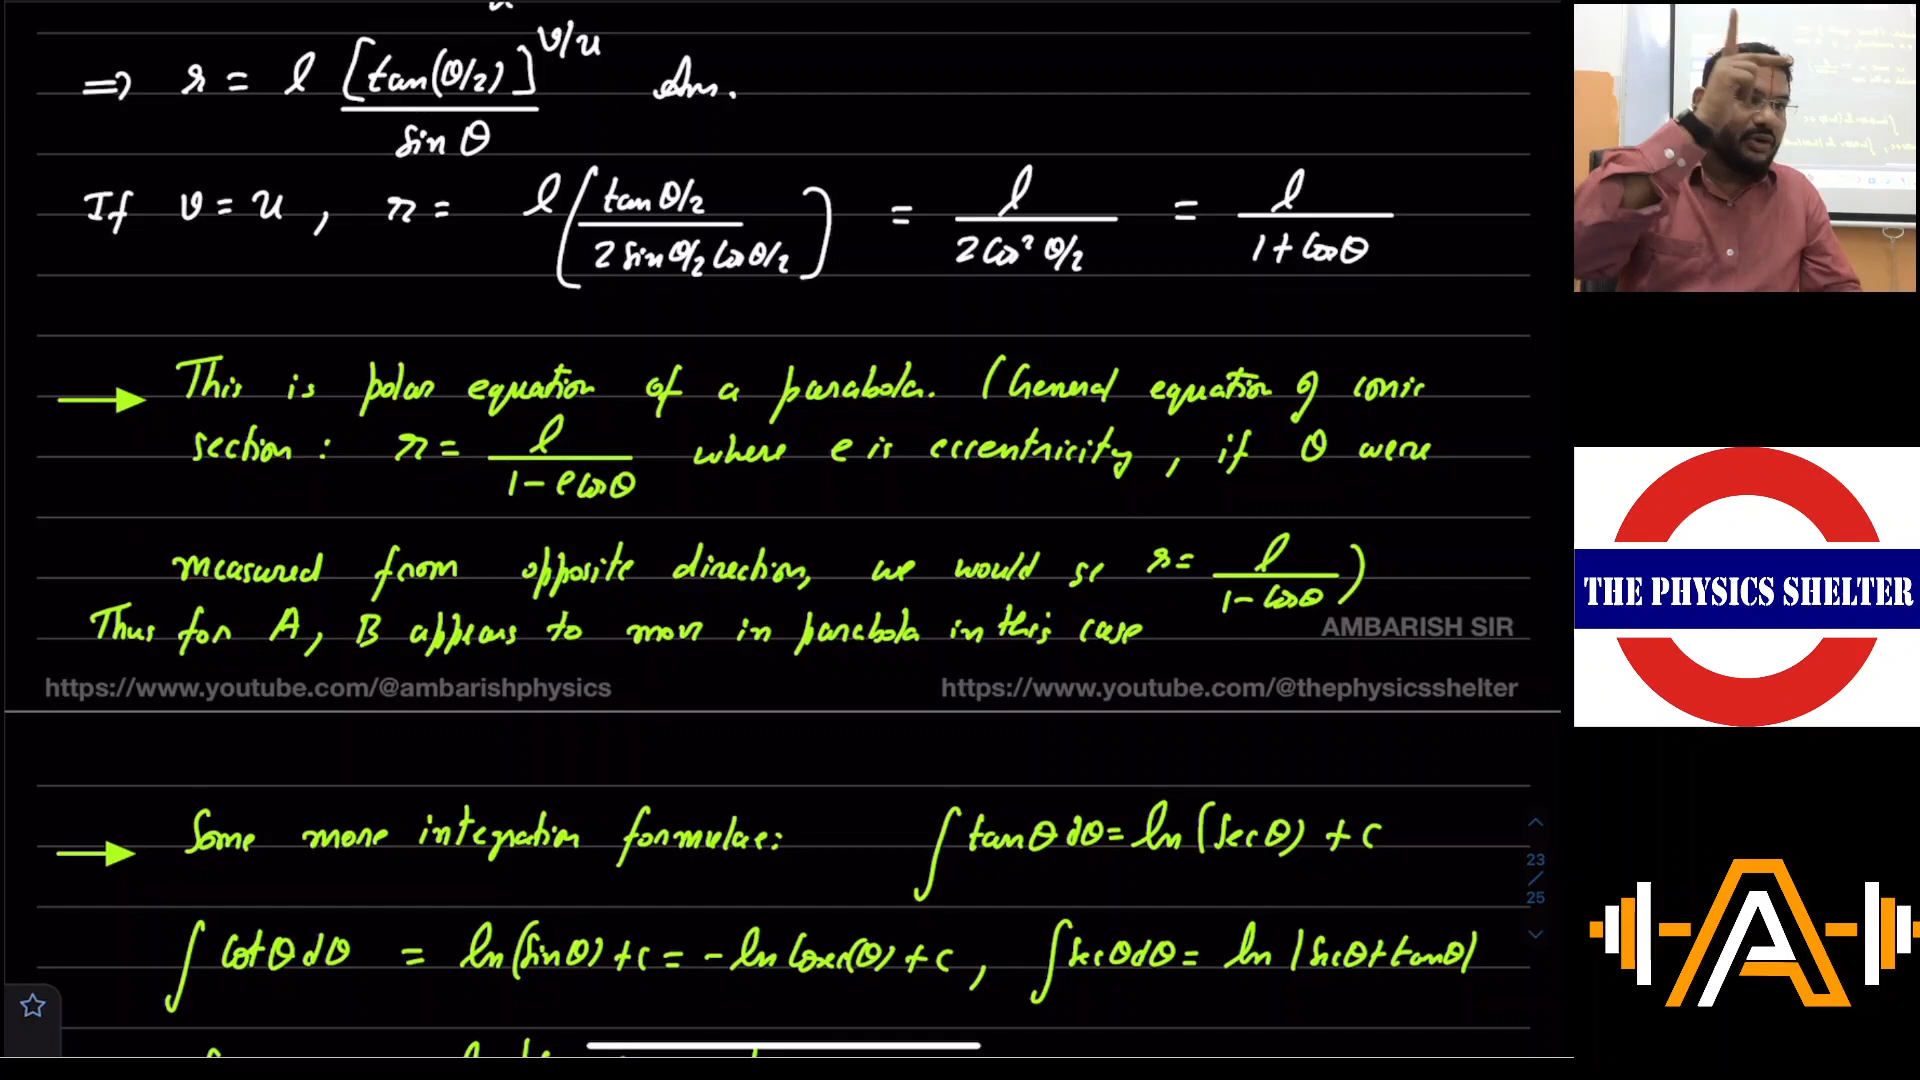 ⇒ r = l [tan(θ/2)]^(v/u) / sin θ Ans.
If v = u , r = l ( tan θ/2 / 2 sin θ/2 cos θ/2 ) = l / 2 cos² θ/2 = l / 1 + cos θ
→ This is polar equation of a parabola. (General equation of conic
section : r = l / 1 - e cos θ where e is eccentricity , if θ were
measured from opposite direction, we would se r = l / 1 - cos θ )
Thus for A, B appears to move in parabola in this case
AMBARISH SIR
https://www.youtube.com/@ambarishphysics https://www.youtube.com/@thephysicsshelter
→ Some more integration formulae: ∫ tan θ dθ = ln (sec θ) + c
∫ cot θ dθ = ln (sin θ) + c = - ln cosec(θ) + c , ∫ sec θ dθ = ln |sec θ + tan θ|
23
/
25
THE PHYSICS SHELTER
A